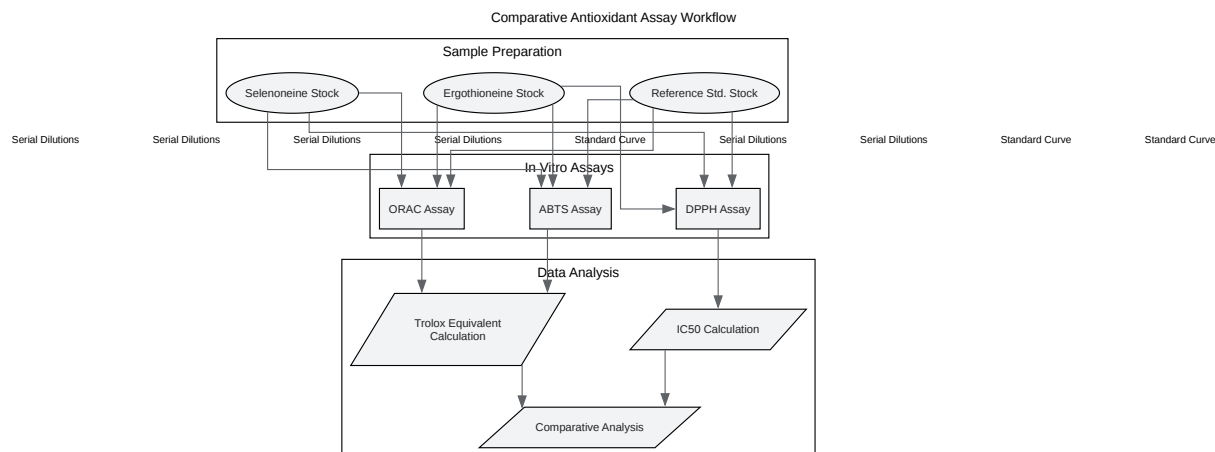 Comparative Antioxidant Assay Workflow
Sample Preparation
Selenoneine Stock
Ergothioneine Stock
Reference Std. Stock
Serial Dilutions
Serial Dilutions
Serial Dilutions
Serial Dilutions
Standard Curve
Serial Dilutions
Serial Dilutions
Standard Curve
Standard Curve
In Vitro Assays
ORAC Assay
ABTS Assay
DPPH Assay
Data Analysis
Trolox Equivalent
Calculation
IC50 Calculation
Comparative Analysis